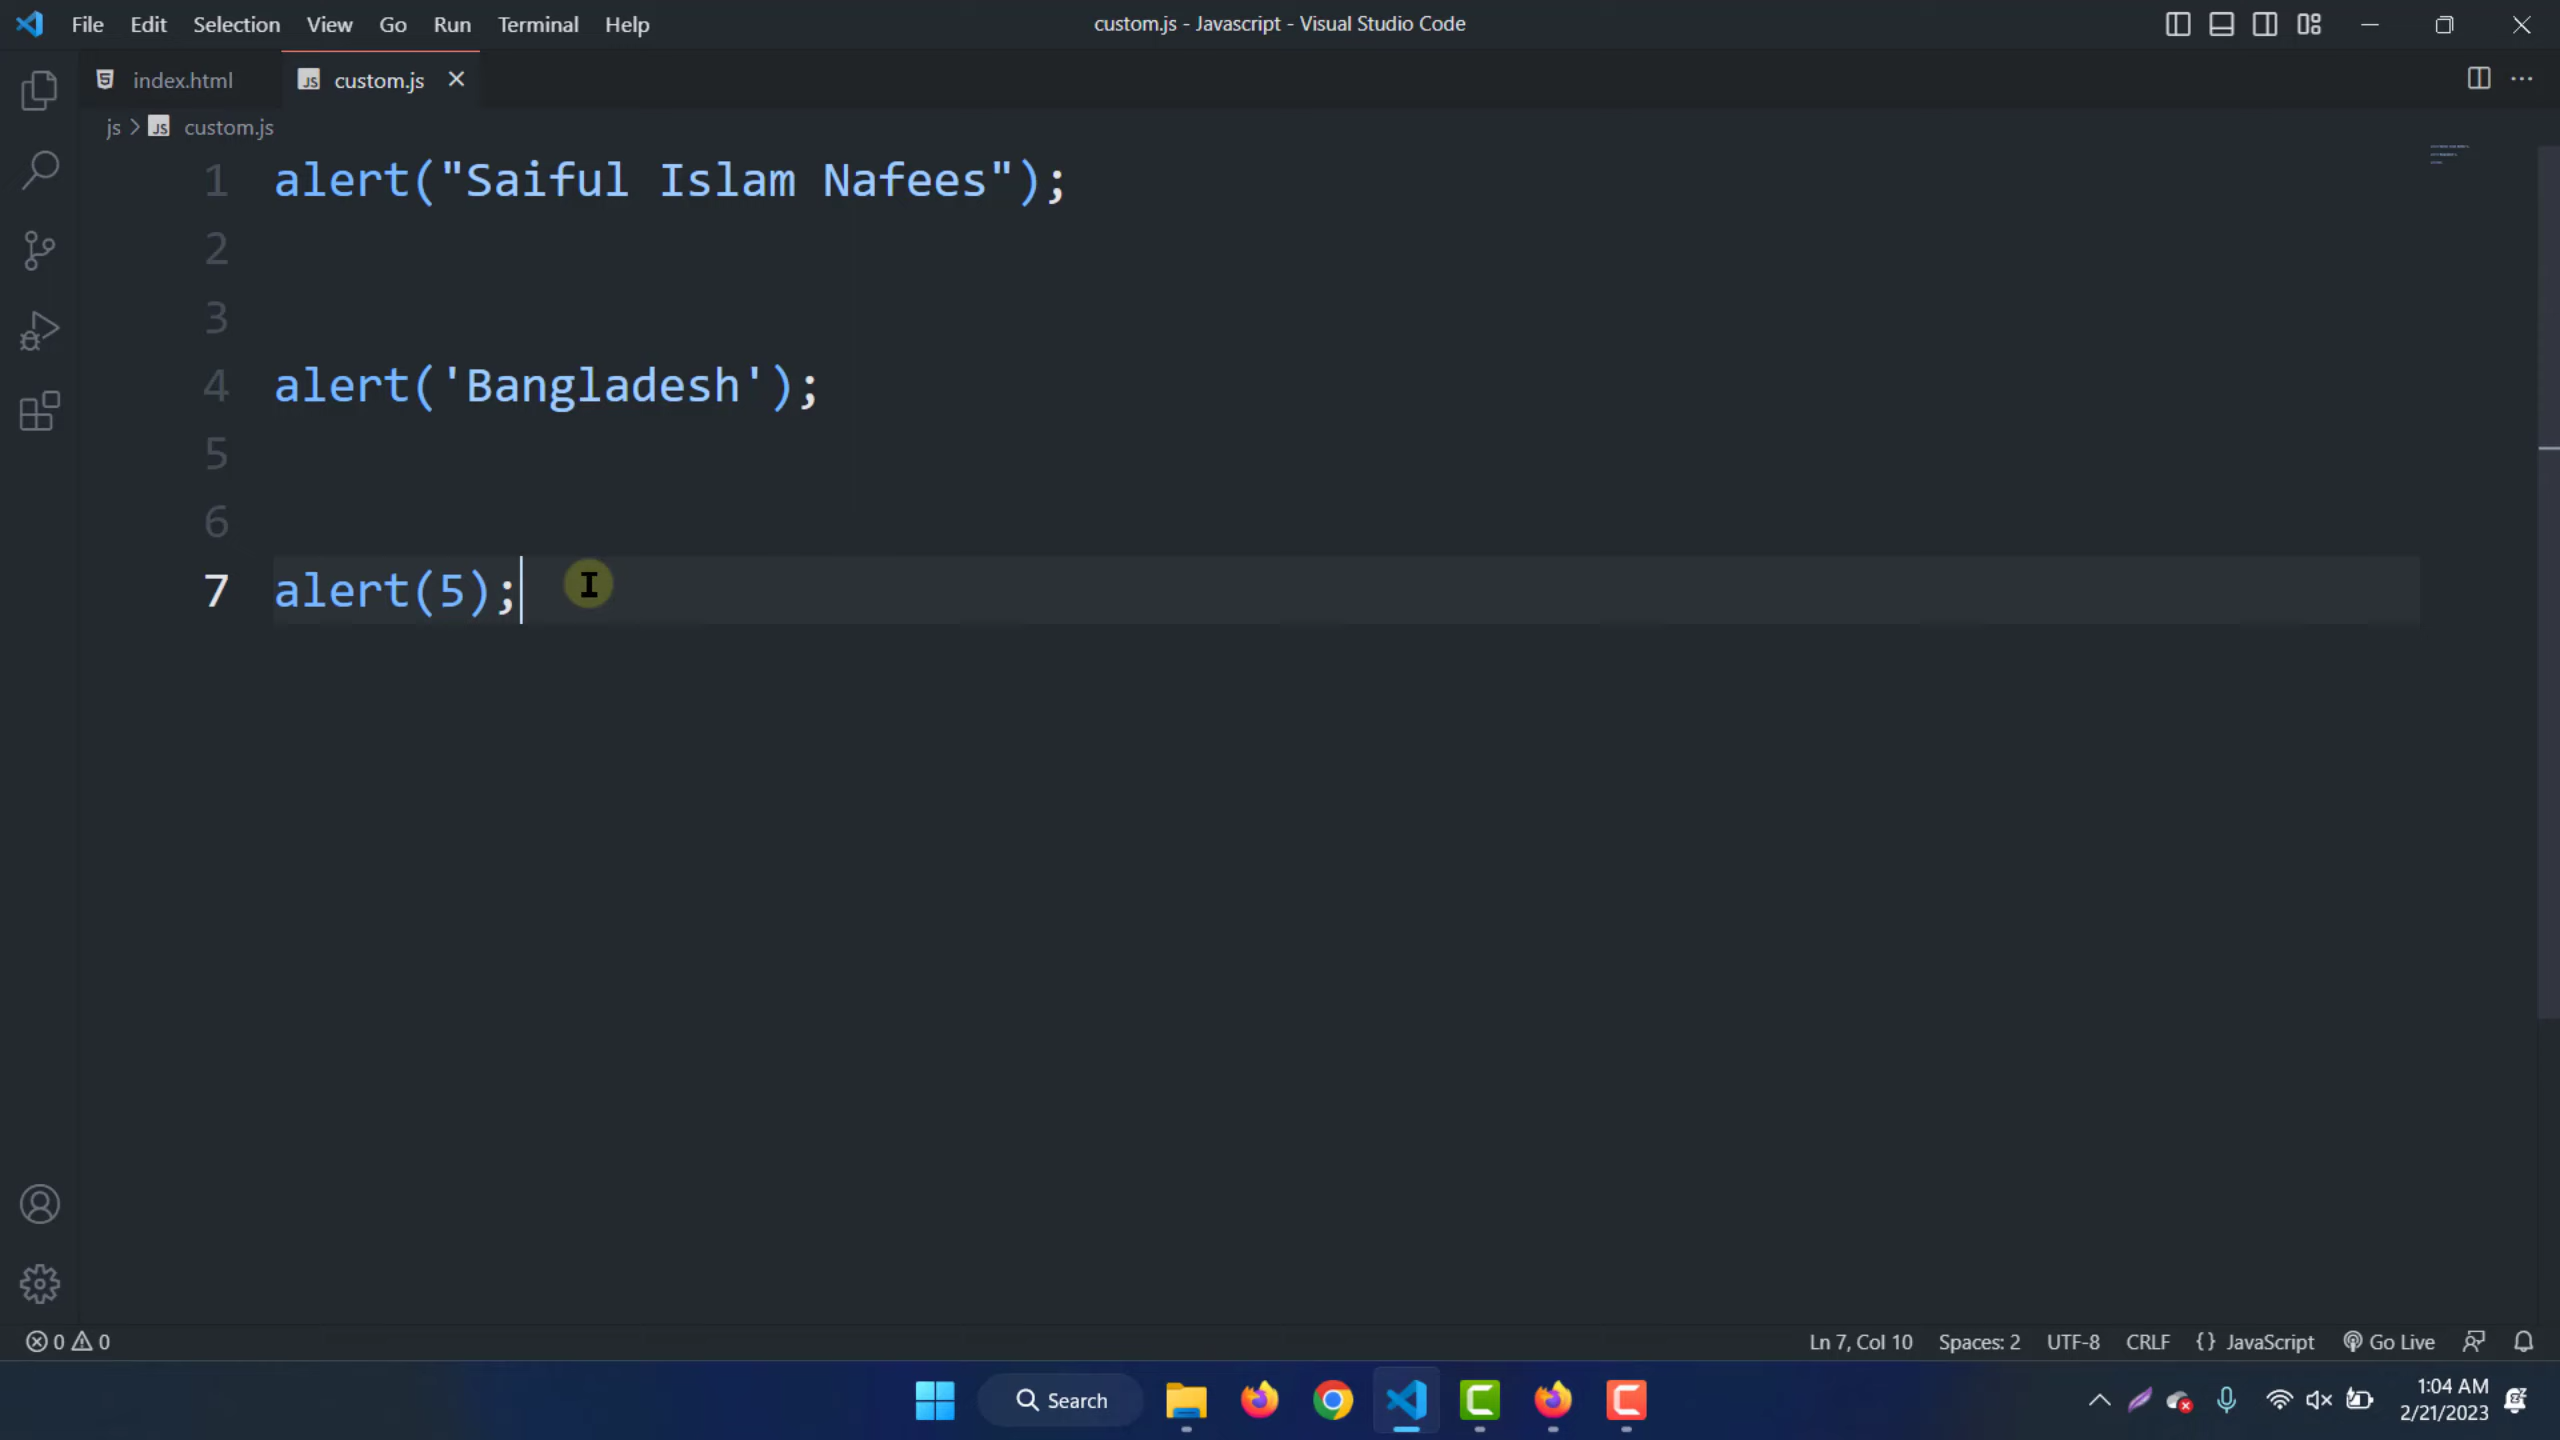 File Edit Selection View Go Run Terminal Help
custom.js - Javascript - Visual Studio Code
index.html
JS custom.js
js > JS custom.js
1 alert("Saiful Islam Nafees");
2
3
4 alert('Bangladesh');
5
6
7 alert(5);
0 0
Ln 7, Col 10 Spaces: 2 UTF-8 CRLF {} JavaScript Go Live
Search
1:04 AM
2/21/2023